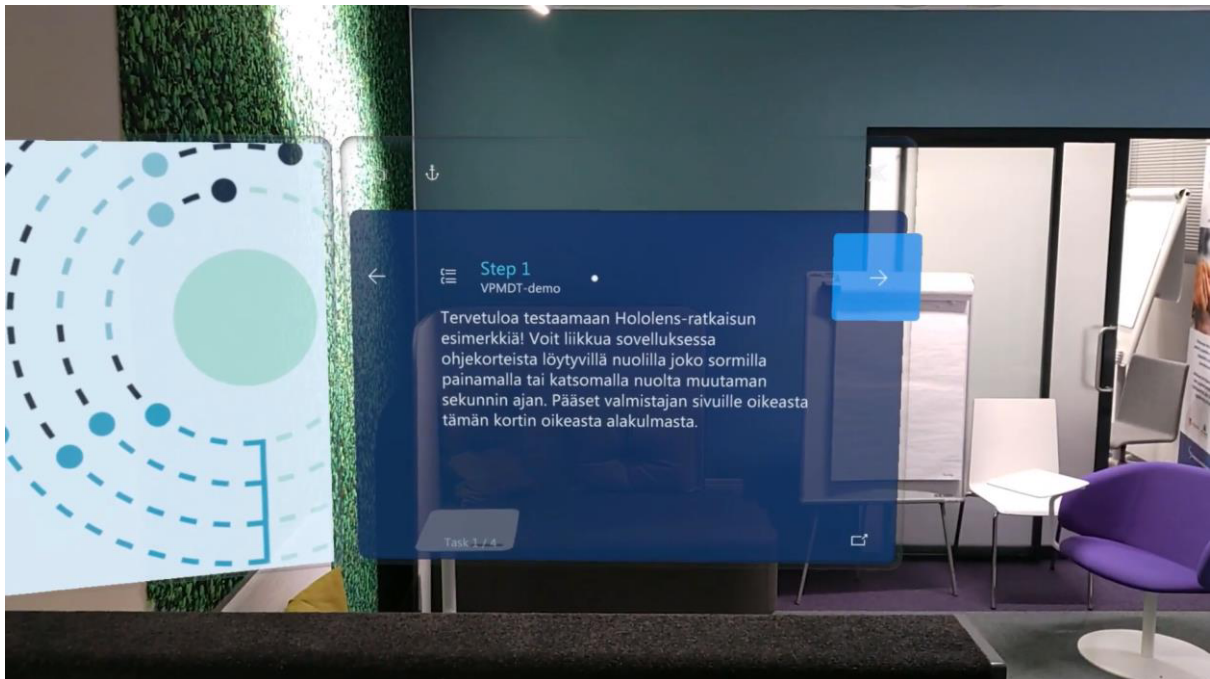 Step 1
VPMDT-demo
Tervetuloa testaamaan Hololens-ratkaisun
esimerkkiä! Voit liikkua sovelluksessa
ohjekorteista löytyvillä nuolilla joko sormilla
painamalla tai katsomalla nuolta muutaman
sekunnin ajan. Pääset valmistajan sivuille oikeasta
tämän kortin oikeasta alakulmasta.
Task 1 / 4